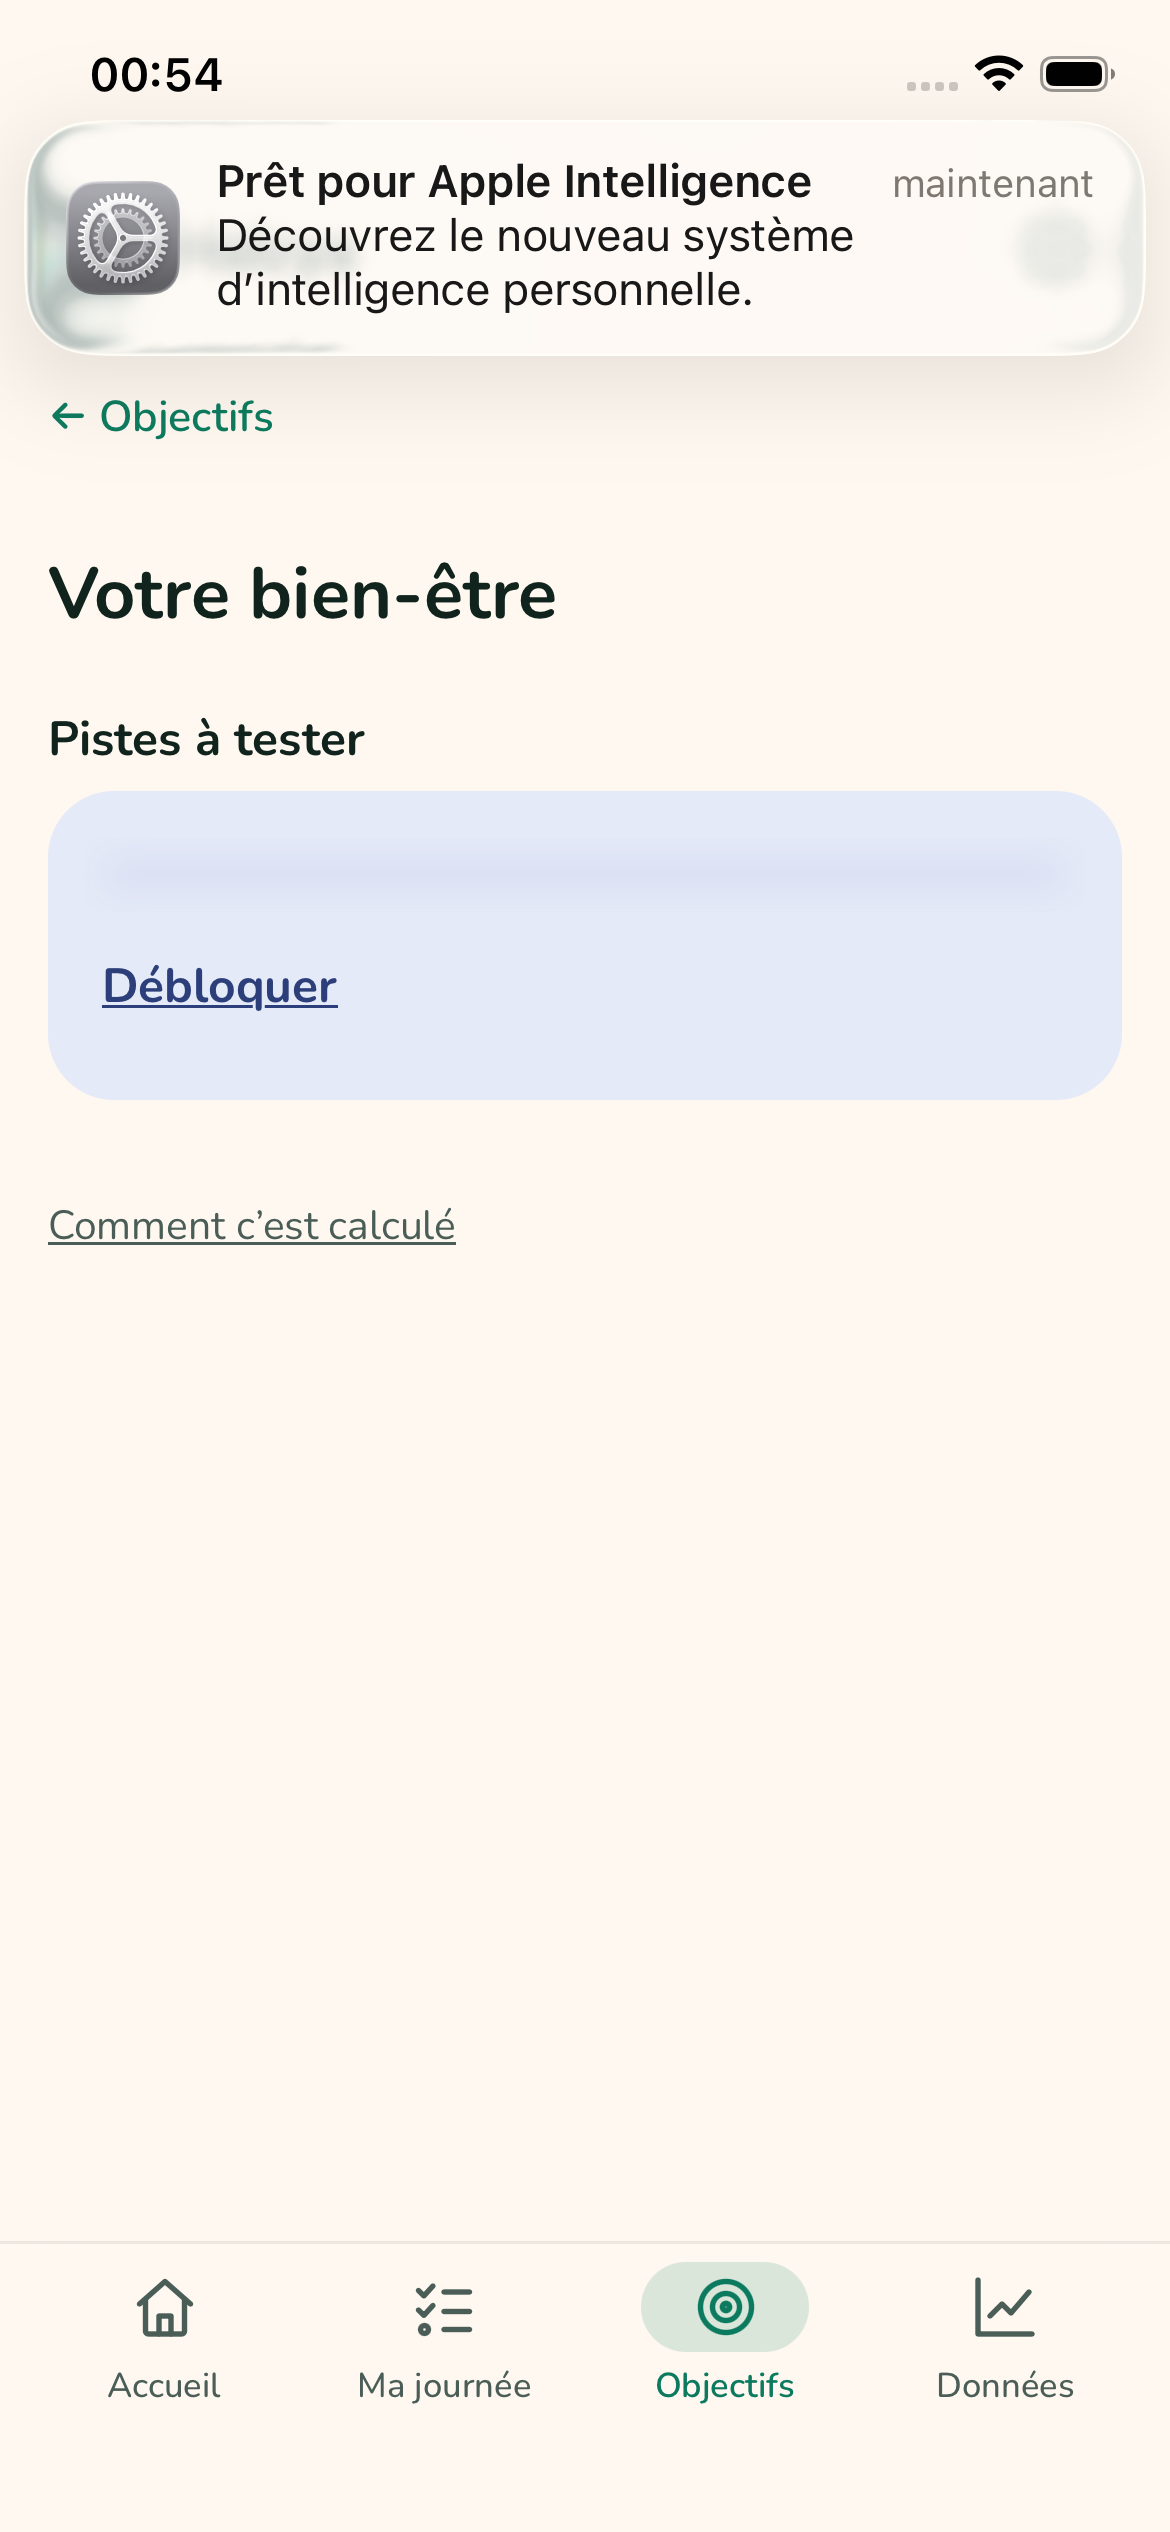 00:54
Prêt pour Apple Intelligence
maintenant
Découvrez le nouveau système
d’intelligence personnelle.
← Objectifs
Votre bien-être
Pistes à tester
Débloquer
Comment c’est calculé
Accueil
Ma journée
Objectifs
Données